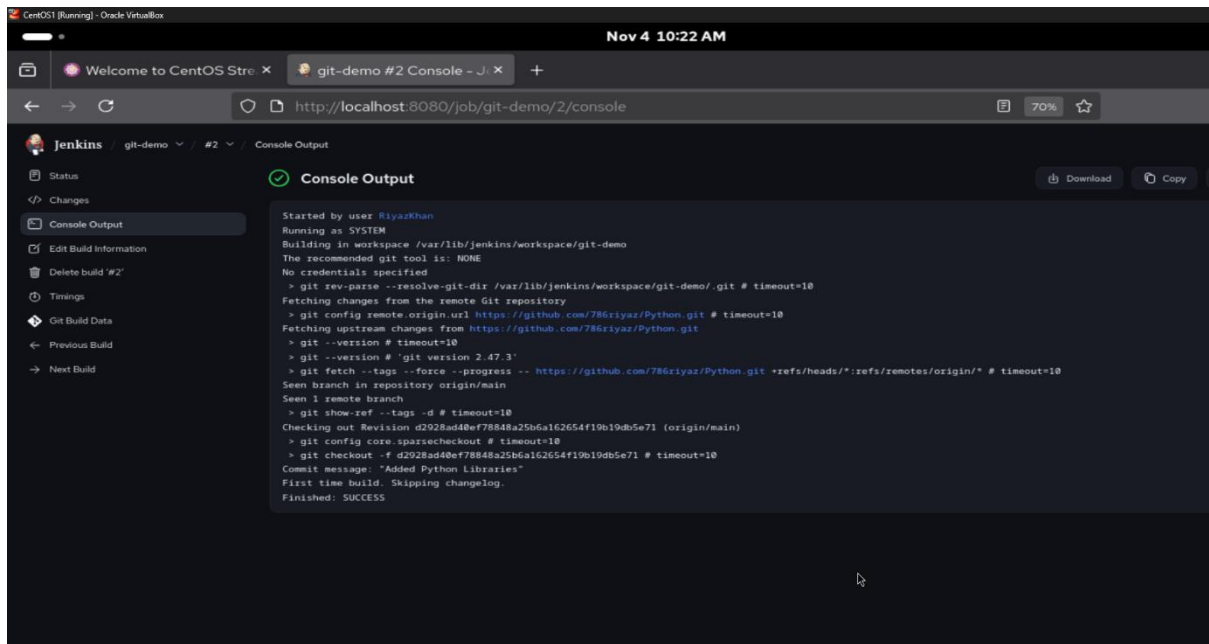 CentOS1 [Running] - Oracle VirtualBox
Nov 4 10:22 AM
Welcome to CentOS Stre
git-demo #2 Console - J
http://localhost:8080/job/git-demo/2/console
70%
Jenkins / git-demo / #2 / Console Output
Status
Changes
Console Output
Edit Build Information
Delete build '#2'
Timings
Git Build Data
Previous Build
Next Build
Console Output
Download
Copy
Started by user RiyazKhan
Running as SYSTEM
Building in workspace /var/lib/jenkins/workspace/git-demo
The recommended git tool is: NONE
No credentials specified
> git rev-parse --resolve-git-dir /var/lib/jenkins/workspace/git-demo/.git # timeout=10
Fetching changes from the remote Git repository
> git config remote.origin.url https://github.com/786riyaz/Python.git # timeout=10
Fetching upstream changes from https://github.com/786riyaz/Python.git
> git --version # timeout=10
> git --version # 'git version 2.47.3'
> git fetch --tags --force --progress -- https://github.com/786riyaz/Python.git +refs/heads/*:refs/remotes/origin/* # timeout=10
Seen branch in repository origin/main
Seen 1 remote branch
> git show-ref --tags -d # timeout=10
Checking out Revision d2928ad40ef78848a25b6a162654f19b19db5e71 (origin/main)
> git config core.sparsecheckout # timeout=10
> git checkout -f d2928ad40ef78848a25b6a162654f19b19db5e71 # timeout=10
Commit message: "Added Python Libraries"
First time build. Skipping changelog.
Finished: SUCCESS